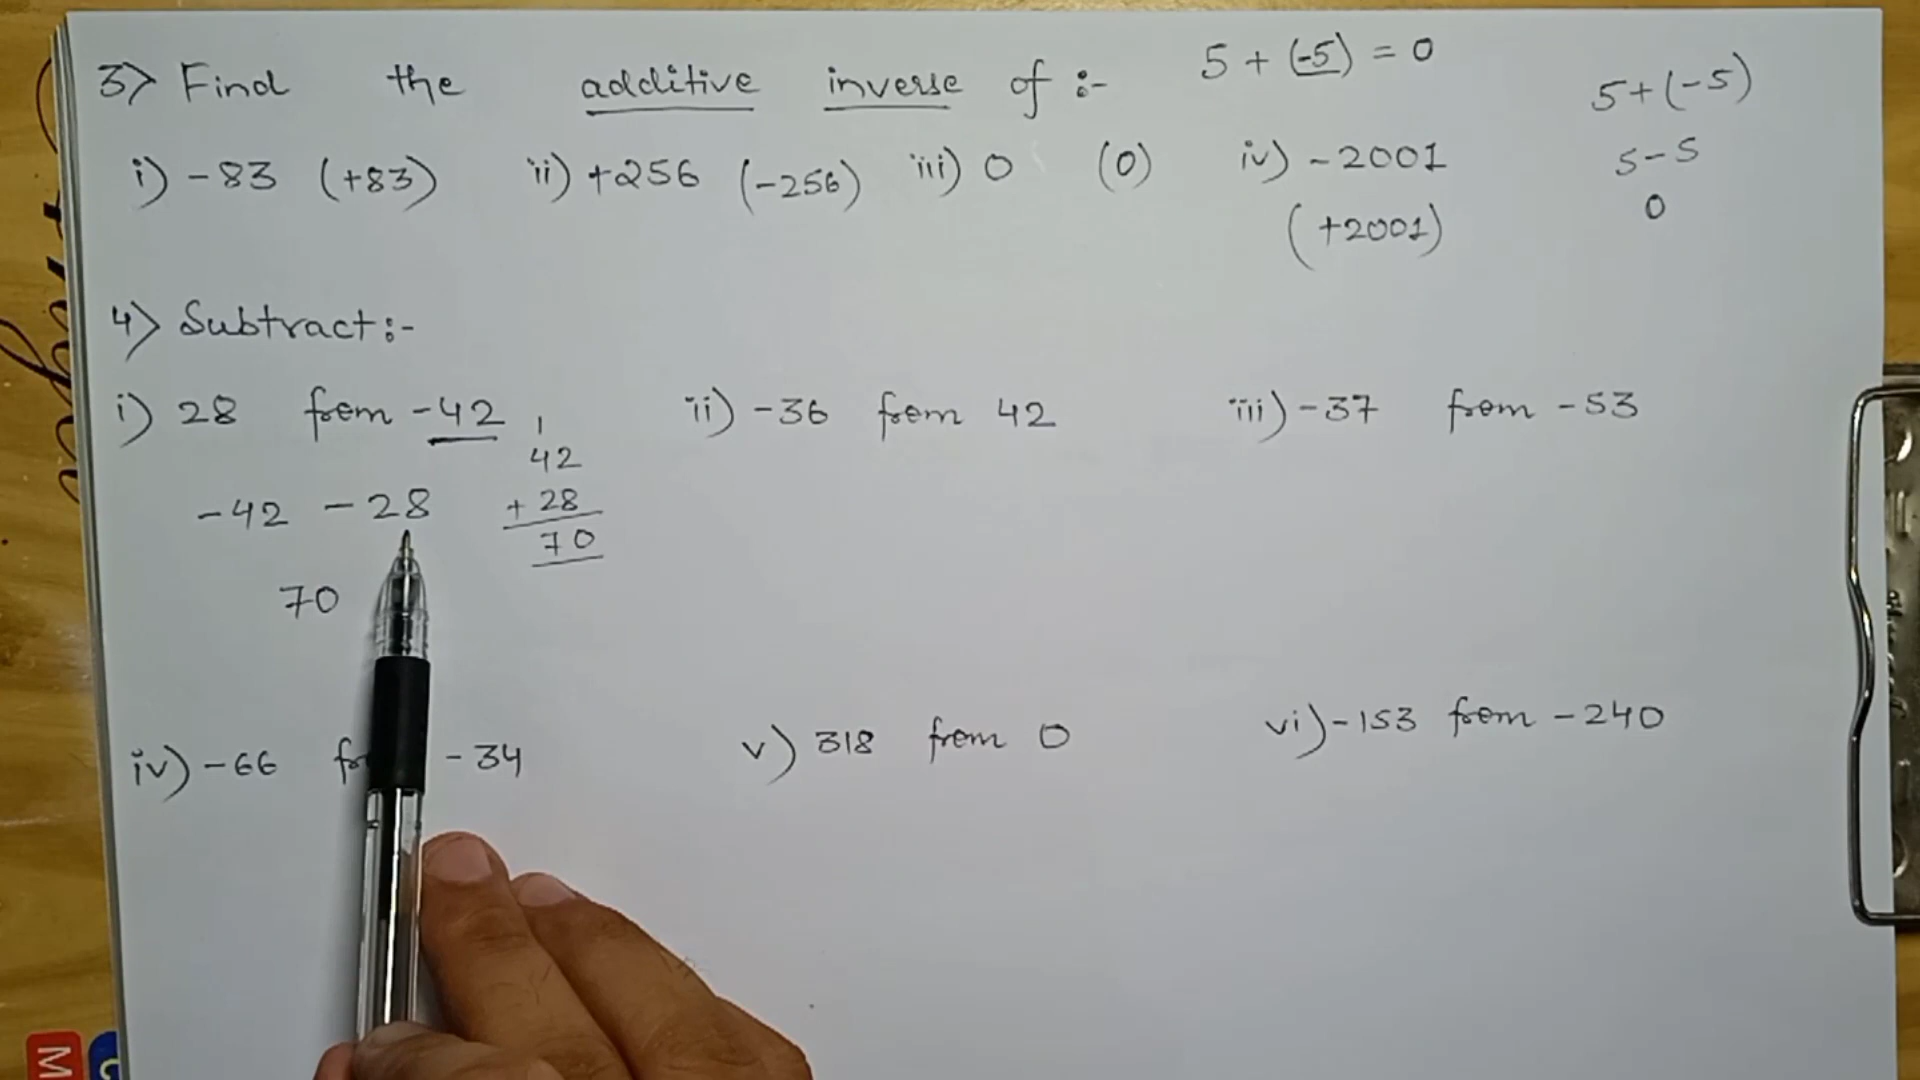 3) Find the additive inverse of :- 5 + (-5) = 0
5+(-5)
5-5
0
i) -83 (+83) ii) +256 (-256) iii) 0 (0) iv) -2001
(+2001)
4) Subtract :-
i) 28 from -42 ii) -36 from 42 iii) -37 from -53
-42 -28
70
1
42
+ 28
70
iv) -66 -34 v) 318 from 0 vi) -153 from -240
M